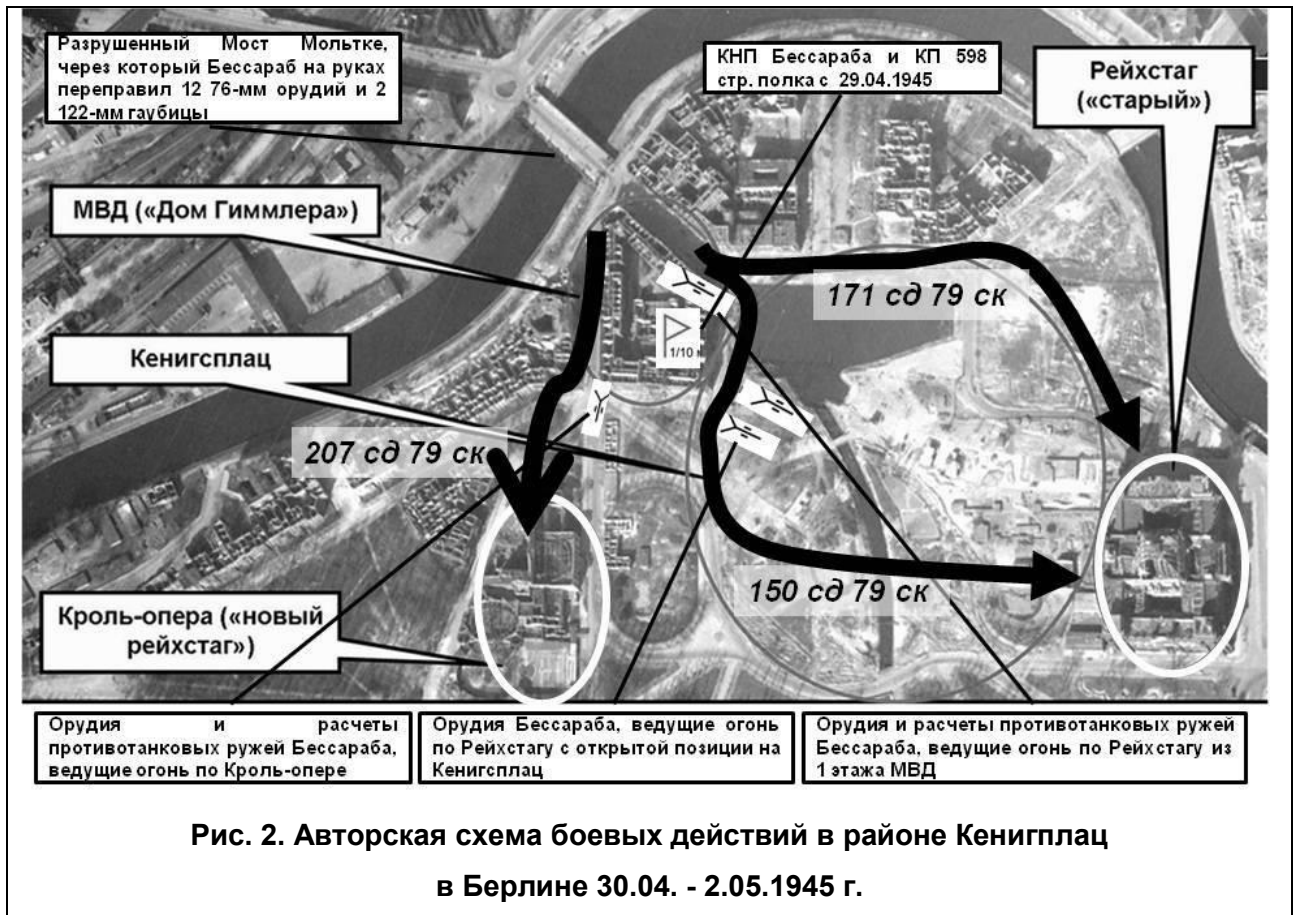 Разрушенный Мост Мольтке,
через который Бессараб на руках
переправил 12 76-мм орудий и 2
122-мм гаубицы
КНП Бессараба и КП 598
стр. полка с 29.04.1945
Рейхстаг
(«старый»)
МВД («Дом Гиммлера»)
171 сд 79 ск
1/10
Кенигсплац
207 сд 79 ск
150 сд 79 ск
Кроль-опера («новый
рейхстаг»)
Орудия и расчеты
противотанковых ружей Бессараба,
ведущие огонь по Кроль-опере
Орудия Бессараба, ведущие огонь
по Рейхстагу с открытой позиции на
Кенигсплац
Орудия и расчеты противотанковых ружей
Бессараба, ведущие огонь по Рейхстагу из
1 этажа МВД
Рис. 2. Авторская схема боевых действий в районе Кенигплац
в Берлине 30.04. - 2.05.1945 г.